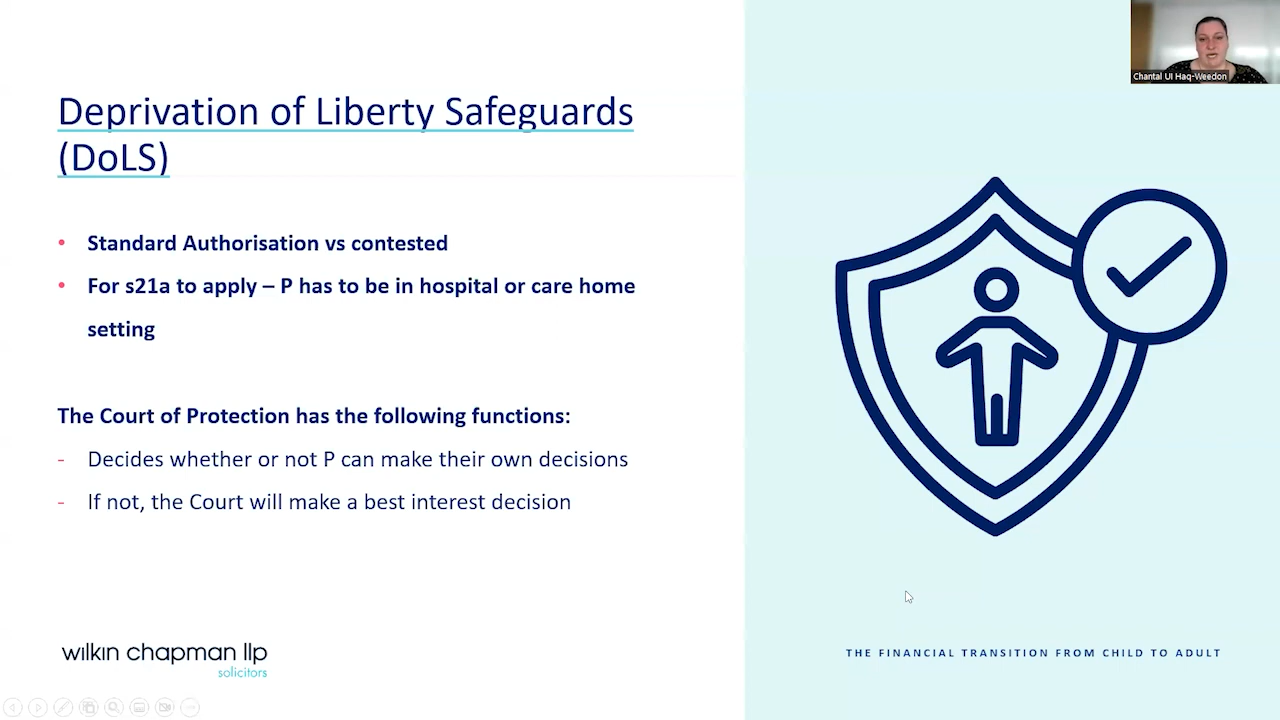 Chantal Ul Haq-Weedon
Deprivation of Liberty Safeguards
(DoLS)
• Standard Authorisation vs contested
• For s21a to apply – P has to be in hospital or care home
setting
The Court of Protection has the following functions:
- Decides whether or not P can make their own decisions
- If not, the Court will make a best interest decision
wilkin chapman llp
solicitors
THE FINANCIAL TRANSITION FROM CHILD TO ADULT